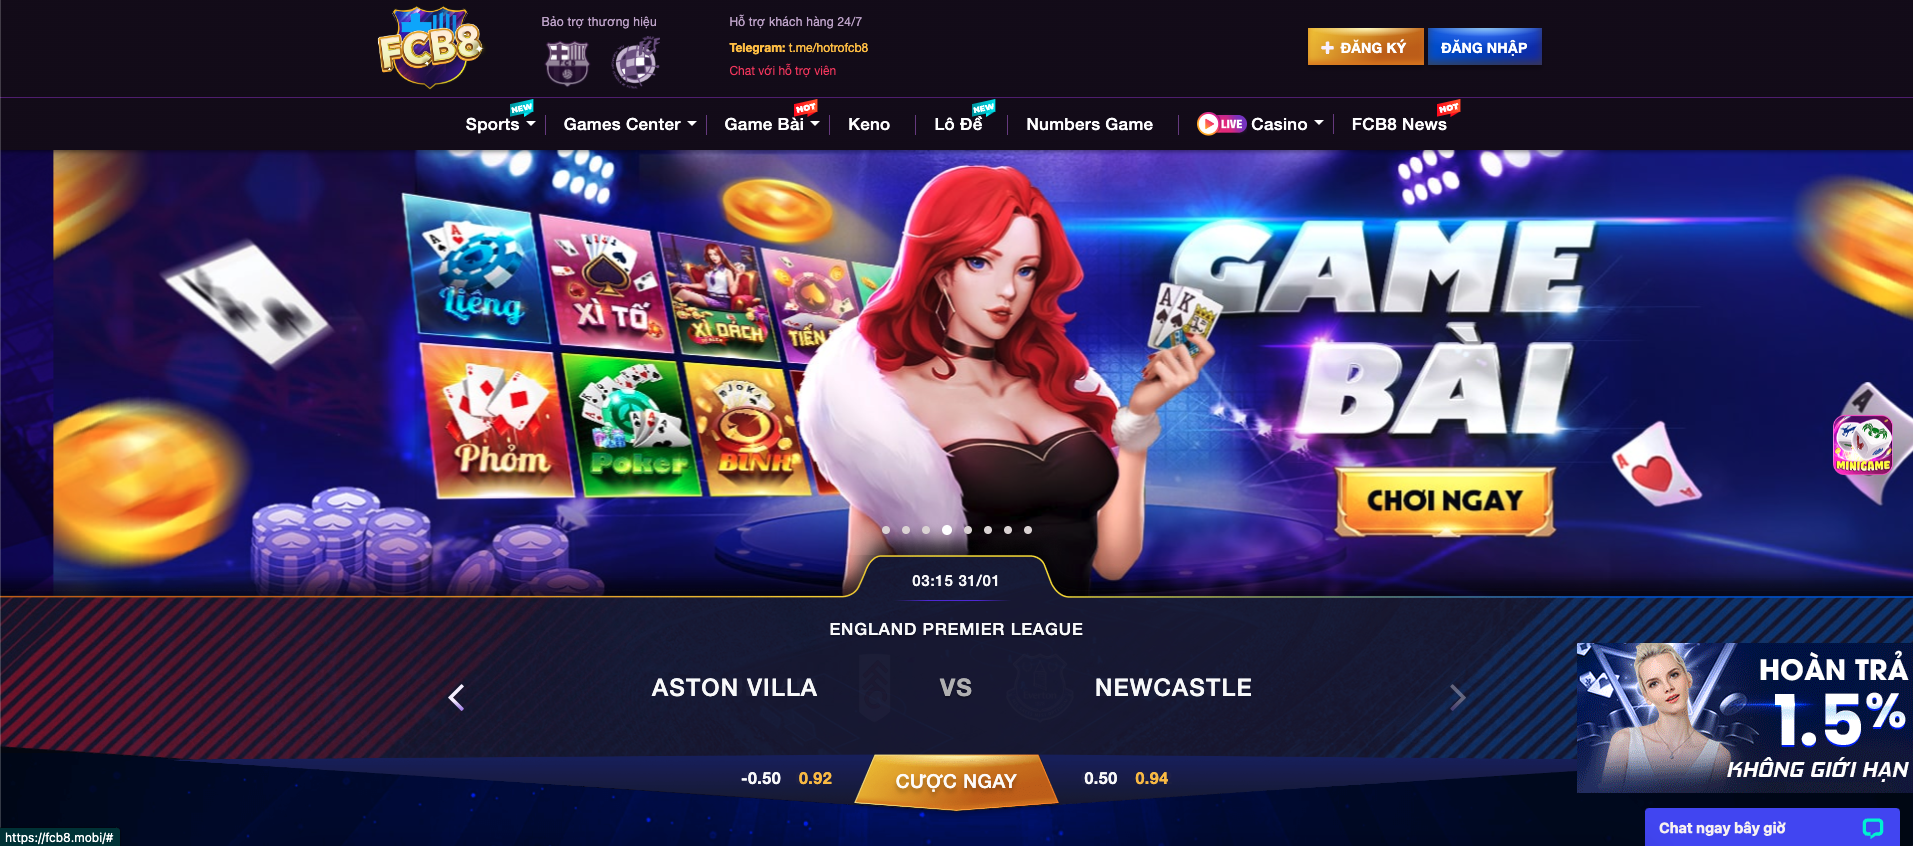 FCB8
Bảo trợ thương hiệu
Hỗ trợ khách hàng 24/7
Telegram: t.me/hotrofcb8
Chat với hỗ trợ viên
ĐĂNG KÝ
ĐĂNG NHẬP
Sports NEW
Games Center
Game Bài HOT
Keno
Lô Đề NEW
Numbers Game
LIVE Casino
FCB8 News HOT
Liêng
XÌ TỐ
XÌ DÁCH
TIẾN
Phỏm
Poker
BINH
A K
GAME
BÀI
CHƠI NGAY
MINIGAME
03:15 31/01
ENGLAND PREMIER LEAGUE
ASTON VILLA
VS
NEWCASTLE
-0.50 0.92
CƯỢC NGAY
0.50 0.94
HOÀN TRẢ
1.5%
KHÔNG GIỚI HẠN
Chat ngay bây giờ
https://fcb8.mobi/#